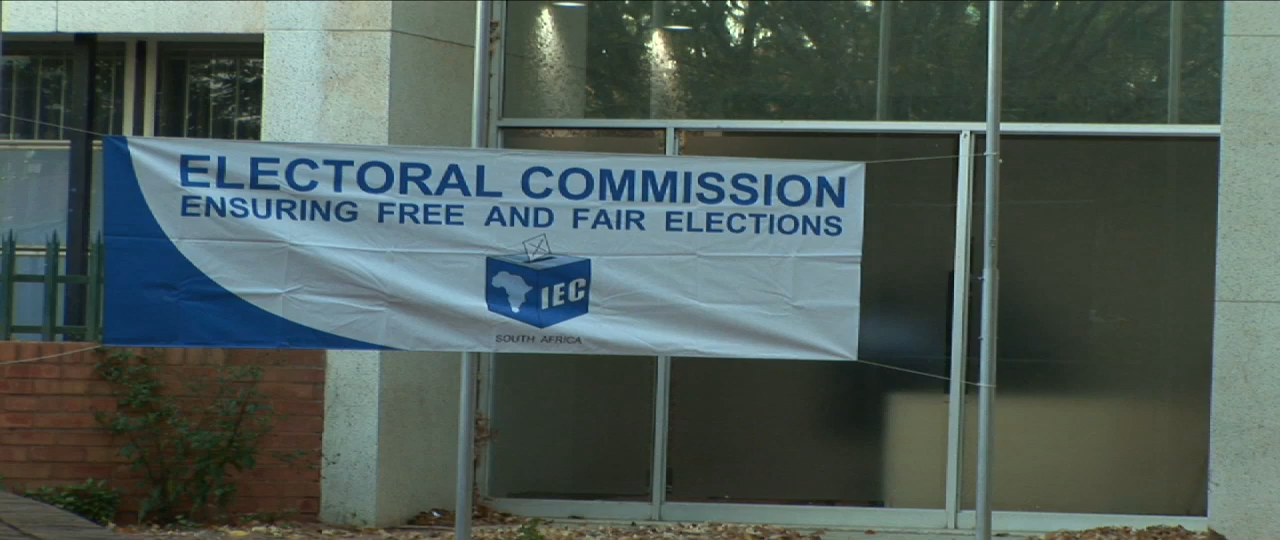 ELECTORAL COMMISSION
ENSURING FREE AND FAIR ELECTIONS
IEC
SOUTH AFRICA